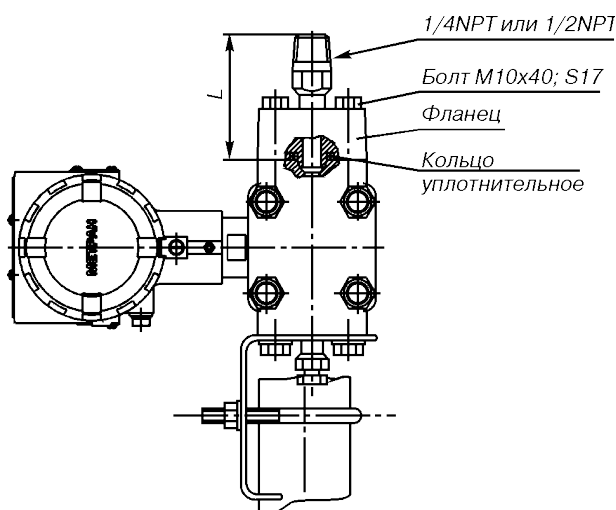 1/4NPT или 1/2NPT
Болт М10х40; S17
Фланец
Кольцо
уплотнительное
L
МЕТРАН